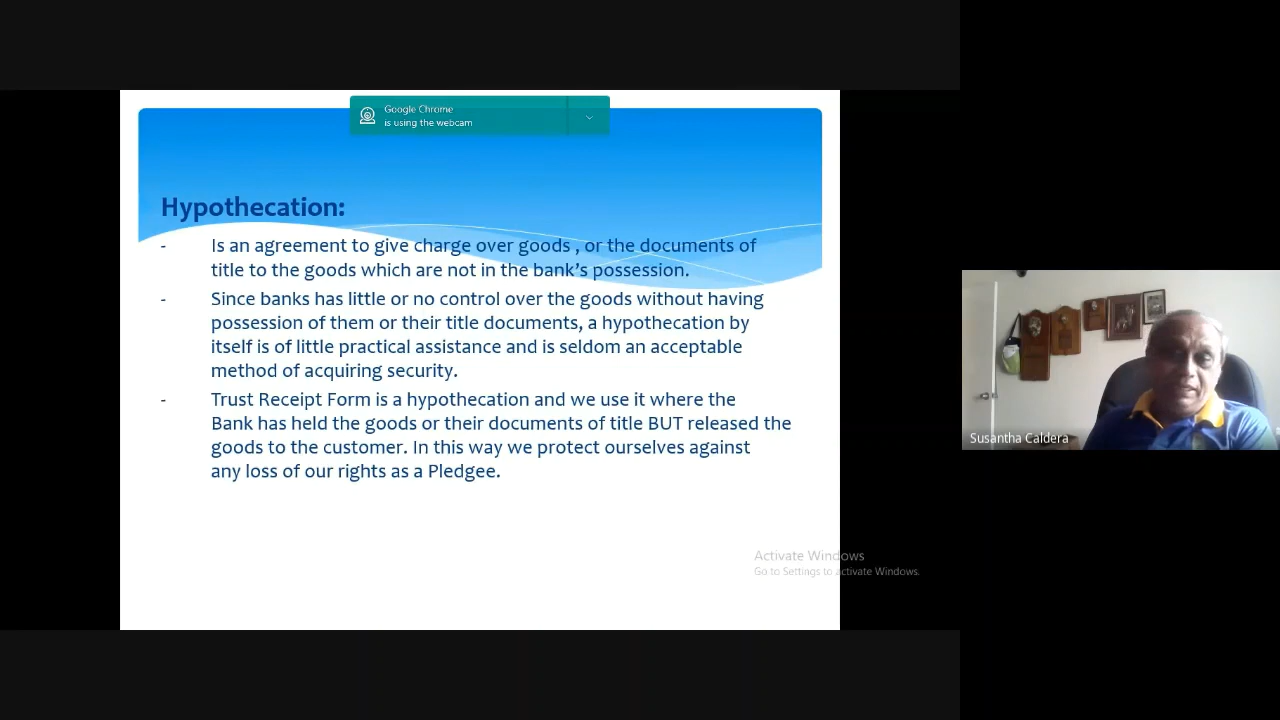 Google Chrome
is using the webcam
Hypothecation:
- Is an agreement to give charge over goods , or the documents of
title to the goods which are not in the bank’s possession.
- Since banks has little or no control over the goods without having
possession of them or their title documents, a hypothecation by
itself is of little practical assistance and is seldom an acceptable
method of acquiring security.
- Trust Receipt Form is a hypothecation and we use it where the
Bank has held the goods or their documents of title BUT released the
goods to the customer. In this way we protect ourselves against
any loss of our rights as a Pledgee.
Susantha Caldera
Activate Windows
Go to Settings to activate Windows.